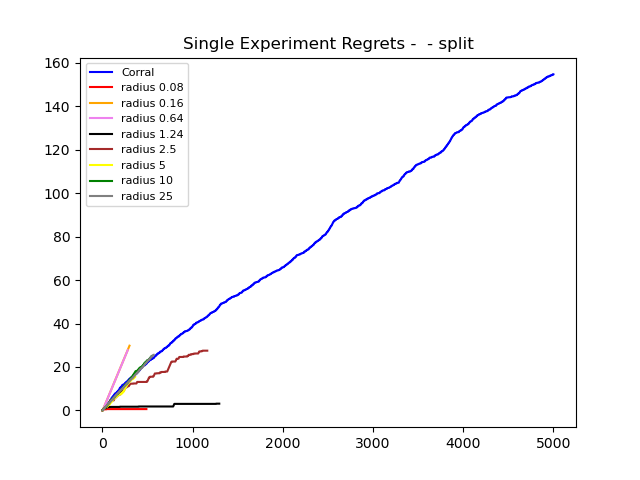 Single Experiment Regrets -  - split
160
140
120
100
80
60
40
20
0
Corral
radius 0.08
radius 0.16
radius 0.64
radius 1.24
radius 2.5
radius 5
radius 10
radius 25
0 1000 2000 3000 4000 5000